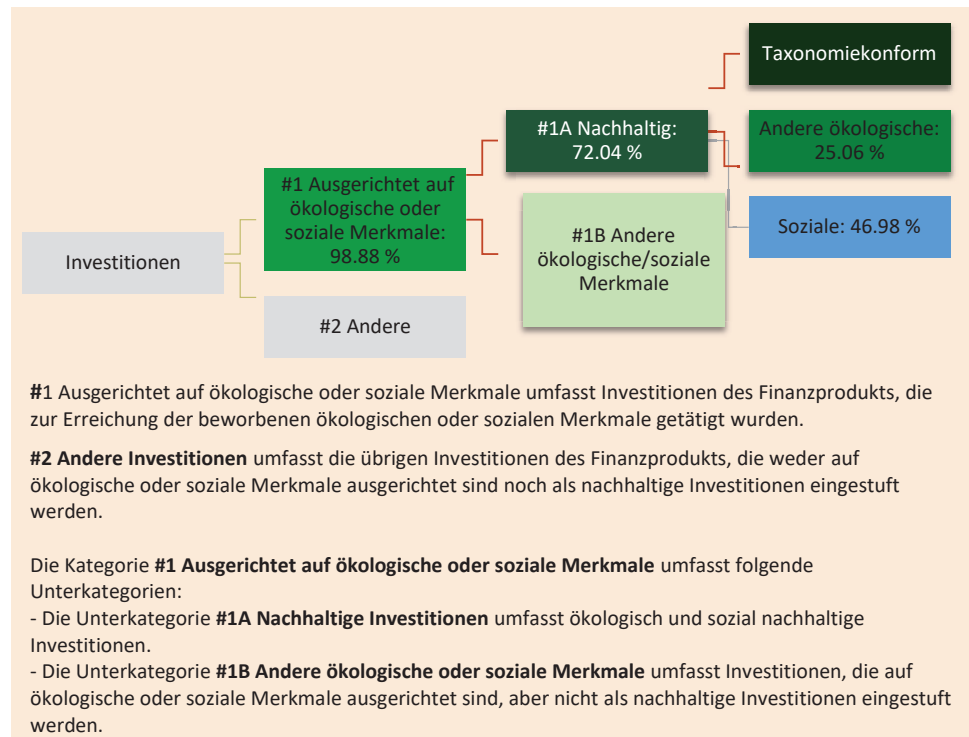 Taxonomiekonform
#1A Nachhaltig:
72.04 %
Andere ökologische:
25.06 %
#1 Ausgerichtet auf
ökologische oder
soziale Merkmale:
98.88 %
#1B Andere
ökologische/soziale
Merkmale
Soziale: 46.98 %
Investitionen
#2 Andere
#1 Ausgerichtet auf ökologische oder soziale Merkmale umfasst Investitionen des Finanzprodukts, die
zur Erreichung der beworbenen ökologischen oder sozialen Merkmale getätigt wurden.
#2 Andere Investitionen umfasst die übrigen Investitionen des Finanzprodukts, die weder auf
ökologische oder soziale Merkmale ausgerichtet sind noch als nachhaltige Investitionen eingestuft
werden.
Die Kategorie #1 Ausgerichtet auf ökologische oder soziale Merkmale umfasst folgende
Unterkategorien:
- Die Unterkategorie #1A Nachhaltige Investitionen umfasst ökologisch und sozial nachhaltige
Investitionen.
- Die Unterkategorie #1B Andere ökologische oder soziale Merkmale umfasst Investitionen, die auf
ökologische oder soziale Merkmale ausgerichtet sind, aber nicht als nachhaltige Investitionen eingestuft
werden.